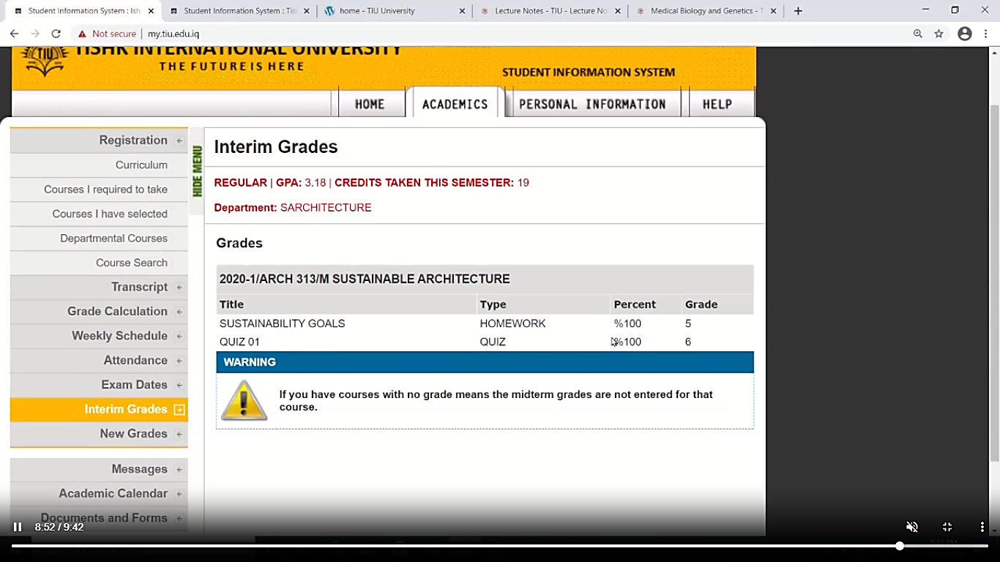 Student Information System : Ish
Student Information System : Tis
home - TIU University
Lecture Notes - TIU - Lecture No
Medical Biology and Genetics - T
Not secure | my.tiu.edu.iq
TIU
TISHK INTERNATIONAL UNIVERSITY
THE FUTURE IS HERE
STUDENT INFORMATION SYSTEM
HOME
ACADEMICS
PERSONAL INFORMATION
HELP
Registration
Curriculum
Courses I required to take
Courses I have selected
Departmental Courses
Course Search
Transcript
Grade Calculation
Weekly Schedule
Attendance
Exam Dates
Interim Grades
New Grades
Messages
Academic Calendar
Documents and Forms
HIDE MENU
Interim Grades
REGULAR | GPA: 3.18 | CREDITS TAKEN THIS SEMESTER: 19
Department: SARCHITECTURE
Grades
2020-1/ARCH 313/M SUSTAINABLE ARCHITECTURE
Title Type Percent Grade
SUSTAINABILITY GOALS HOMEWORK %100 5
QUIZ 01 QUIZ %100 6
WARNING
If you have courses with no grade means the midterm grades are not entered for that
course.
8:52 / 9:42